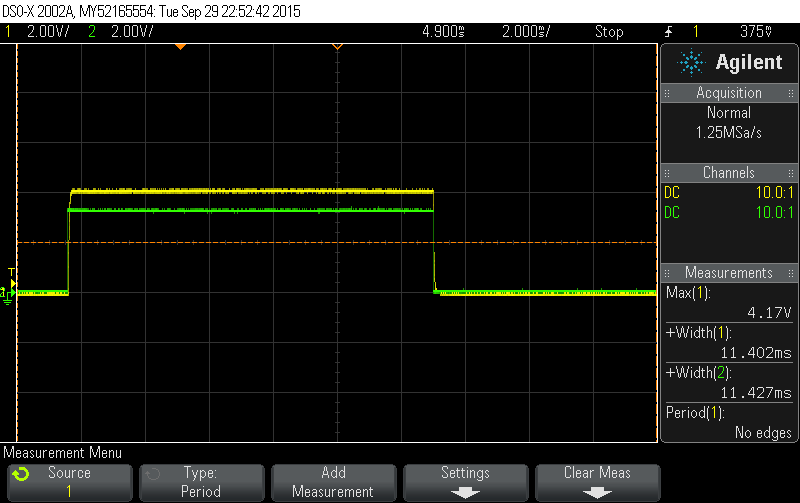 DSO-X 2002A, MY52165554: Tue Sep 29 22:52:42 2015
1 2.00V/ 2 2.00V/ 4.900s 2.000s/ Stop 1 375V
Agilent
Acquisition
Normal
1.25MSa/s
Channels
DC 10.0:1
DC 10.0:1
Measurements
Max(1):
4.17V
+Width(1):
11.402ms
+Width(2):
11.427ms
Period(1):
No edges
T
Measurement Menu
Source
1
Type:
Period
Add
Measurement
Settings
Clear Meas